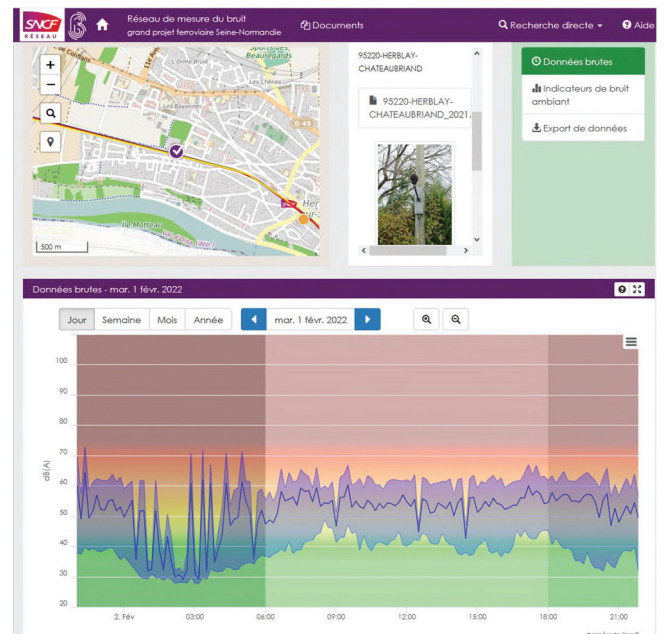 SNCF
RÉSEAU
Réseau de mesure du bruit
grand projet ferroviaire Seine-Normandie
Documents
Recherche directe
Aide
+
−
500 m
L'Orme Brûlé
Beauregards
Les Chênes
Les Bayonnes
D 48
Île Motteau
Her
95220-HERBLAY-
CHATEAUBRIAND
95220-HERBLAY-
CHATEAUBRIAND_2021.
Données brutes
Indicateurs de bruit
ambiant
Export de données
Données brutes - mar. 1 févr. 2022
Jour
Semaine
Mois
Année
mar. 1 févr. 2022
dB(A)
100
90
80
70
60
50
40
30
20
2. Fév
03:00
06:00
09:00
12:00
15:00
18:00
21:00